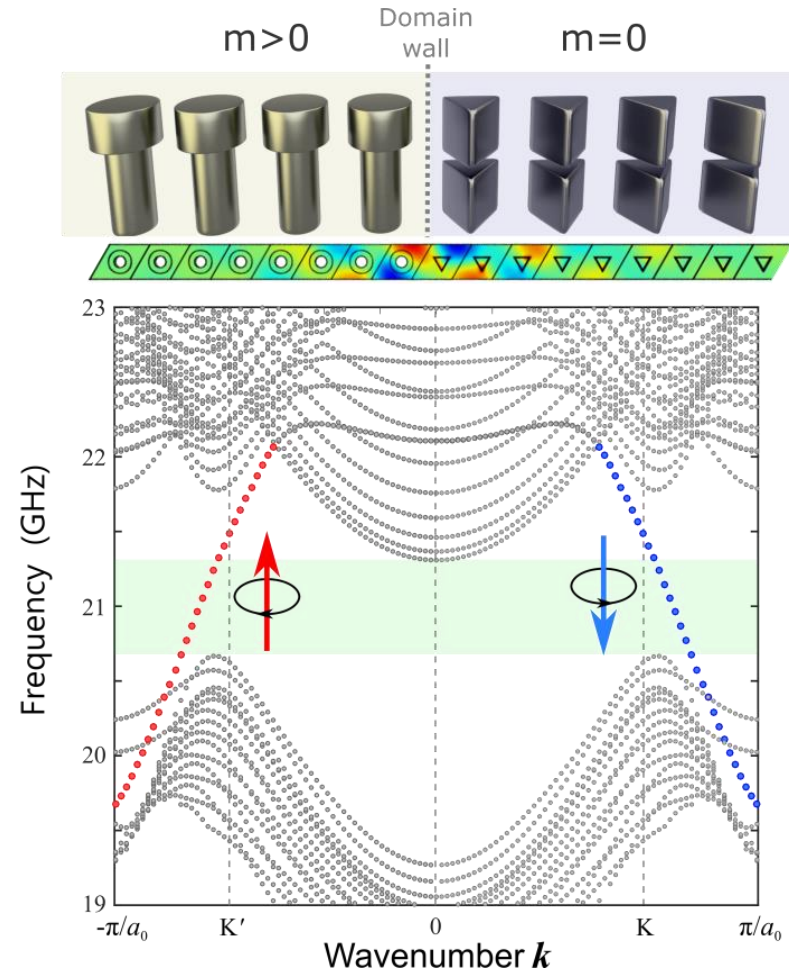 m>0
Domain
wall
m=0
23
22
21
20
19
Frequency (GHz)
-π/a₀
K′
0
K
π/a₀
Wavenumber k